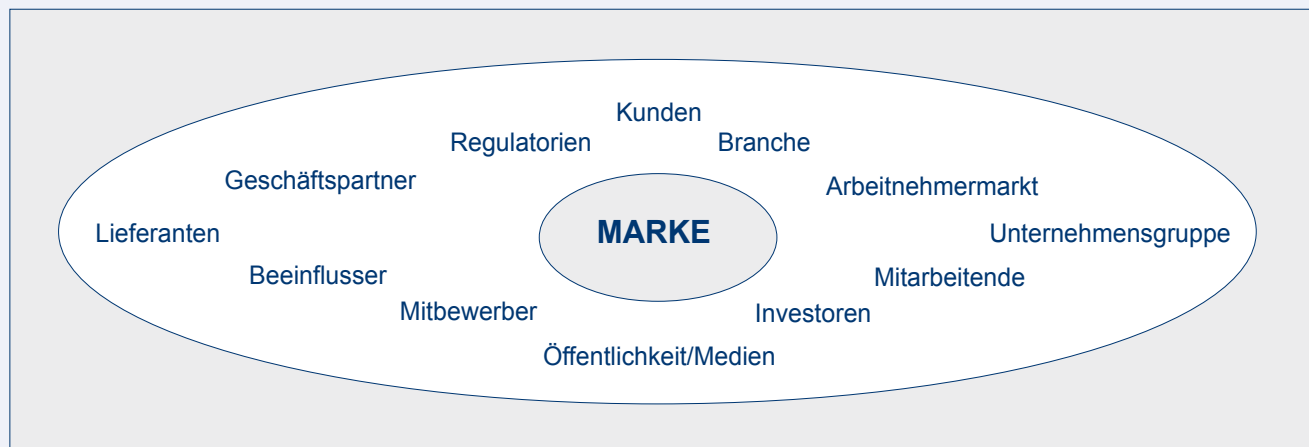 Kunden
Regulatorien
Branche
Geschäftspartner
Arbeitnehmermarkt
Lieferanten
MARKE
Unternehmensgruppe
Beeinflusser
Mitarbeitende
Mitbewerber
Investoren
Öffentlichkeit/Medien